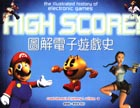 the illustrated history of
electronic games
HIGH SCORE!
圖解電子遊戲史